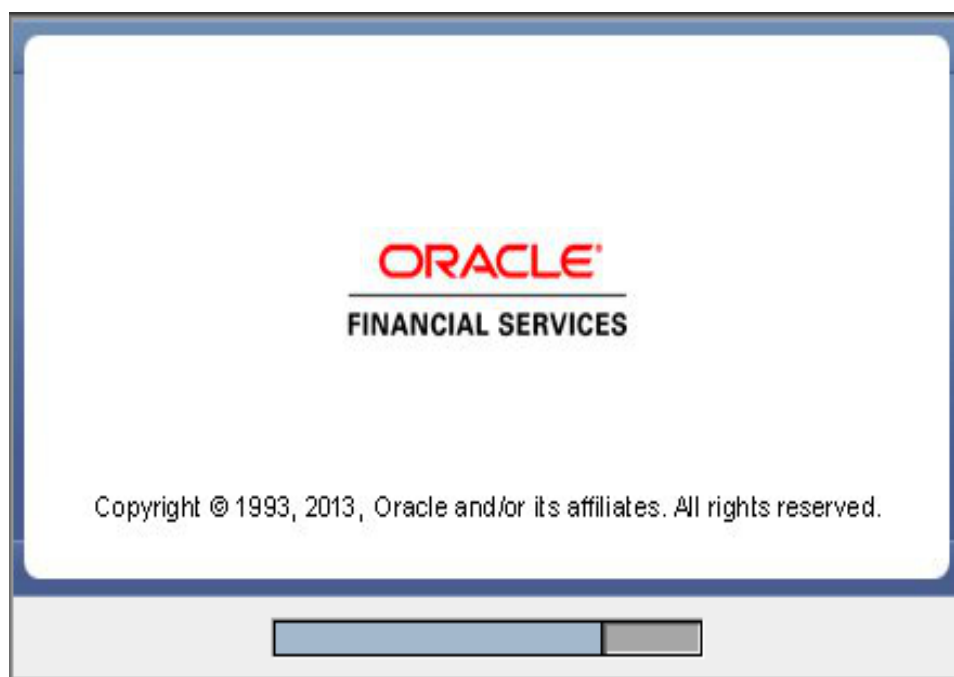 ORACLE®
FINANCIAL SERVICES
Copyright © 1993, 2013, Oracle and/or its affiliates. All rights reserved.